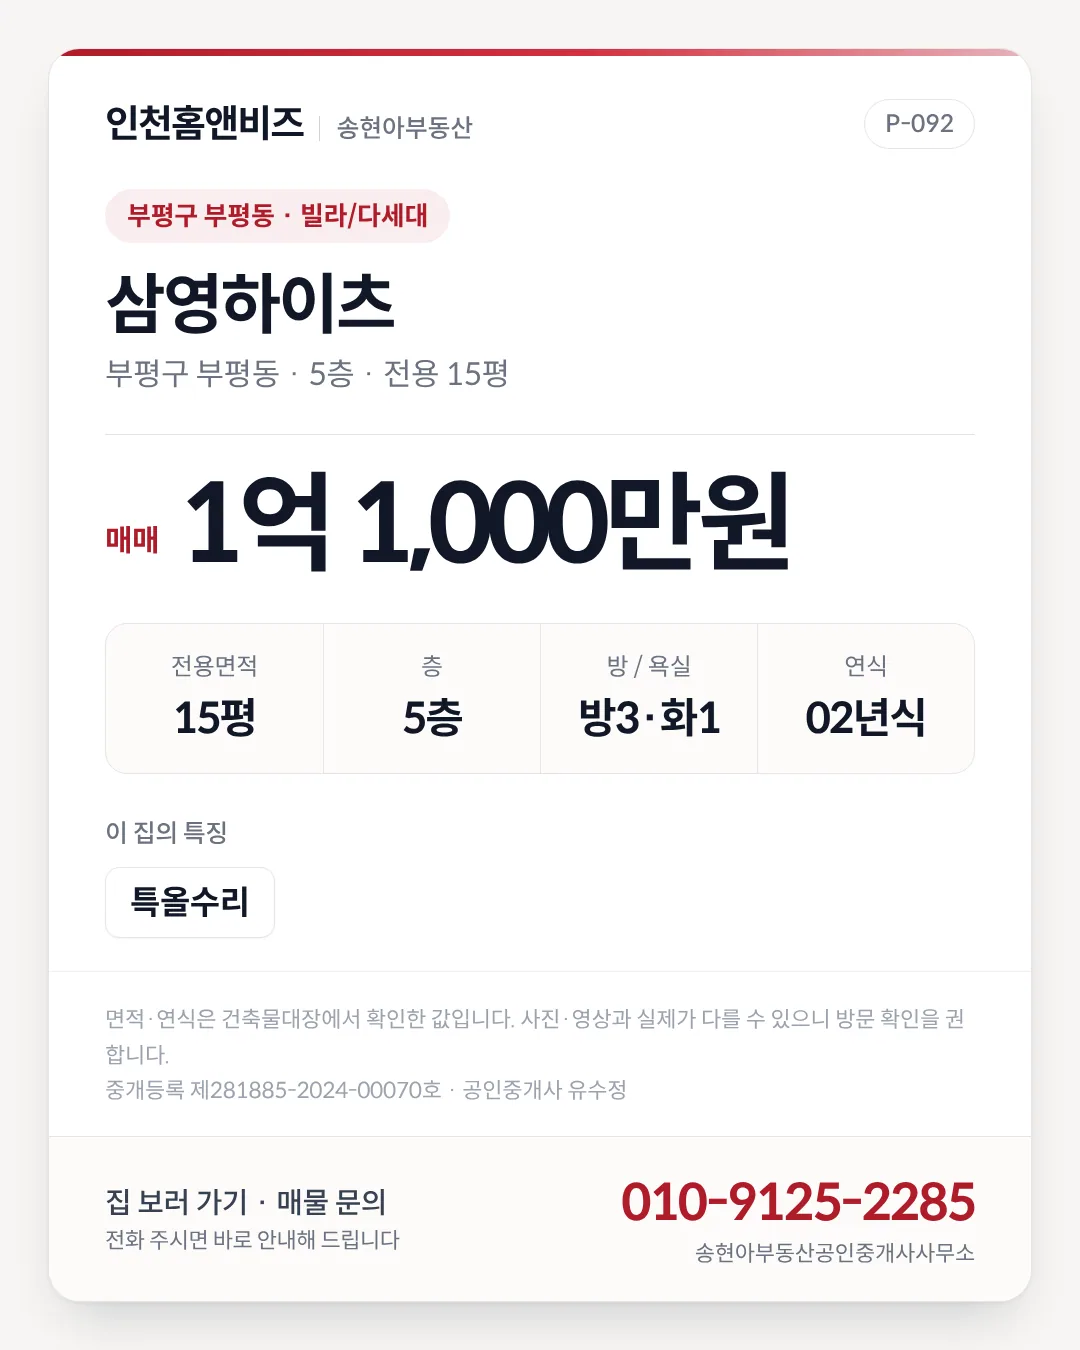 인천홈앤비즈 | 송현아부동산
P-092
부평구 부평동 · 빌라/다세대
삼영하이츠
부평구 부평동 · 5층 · 전용 15평
매매 1억 1,000만원
전용면적 층 방 / 욕실 연식
15평 5층 방3·화1 02년식
이 집의 특징
특올수리
면적·연식은 건축물대장에서 확인한 값입니다. 사진·영상과 실제가 다를 수 있으니 방문 확인을 권
합니다.
중개등록 제281885-2024-00070호 · 공인중개사 유수정
집 보러 가기 · 매물 문의
전화 주시면 바로 안내해 드립니다
010-9125-2285
송현아부동산공인중개사사무소